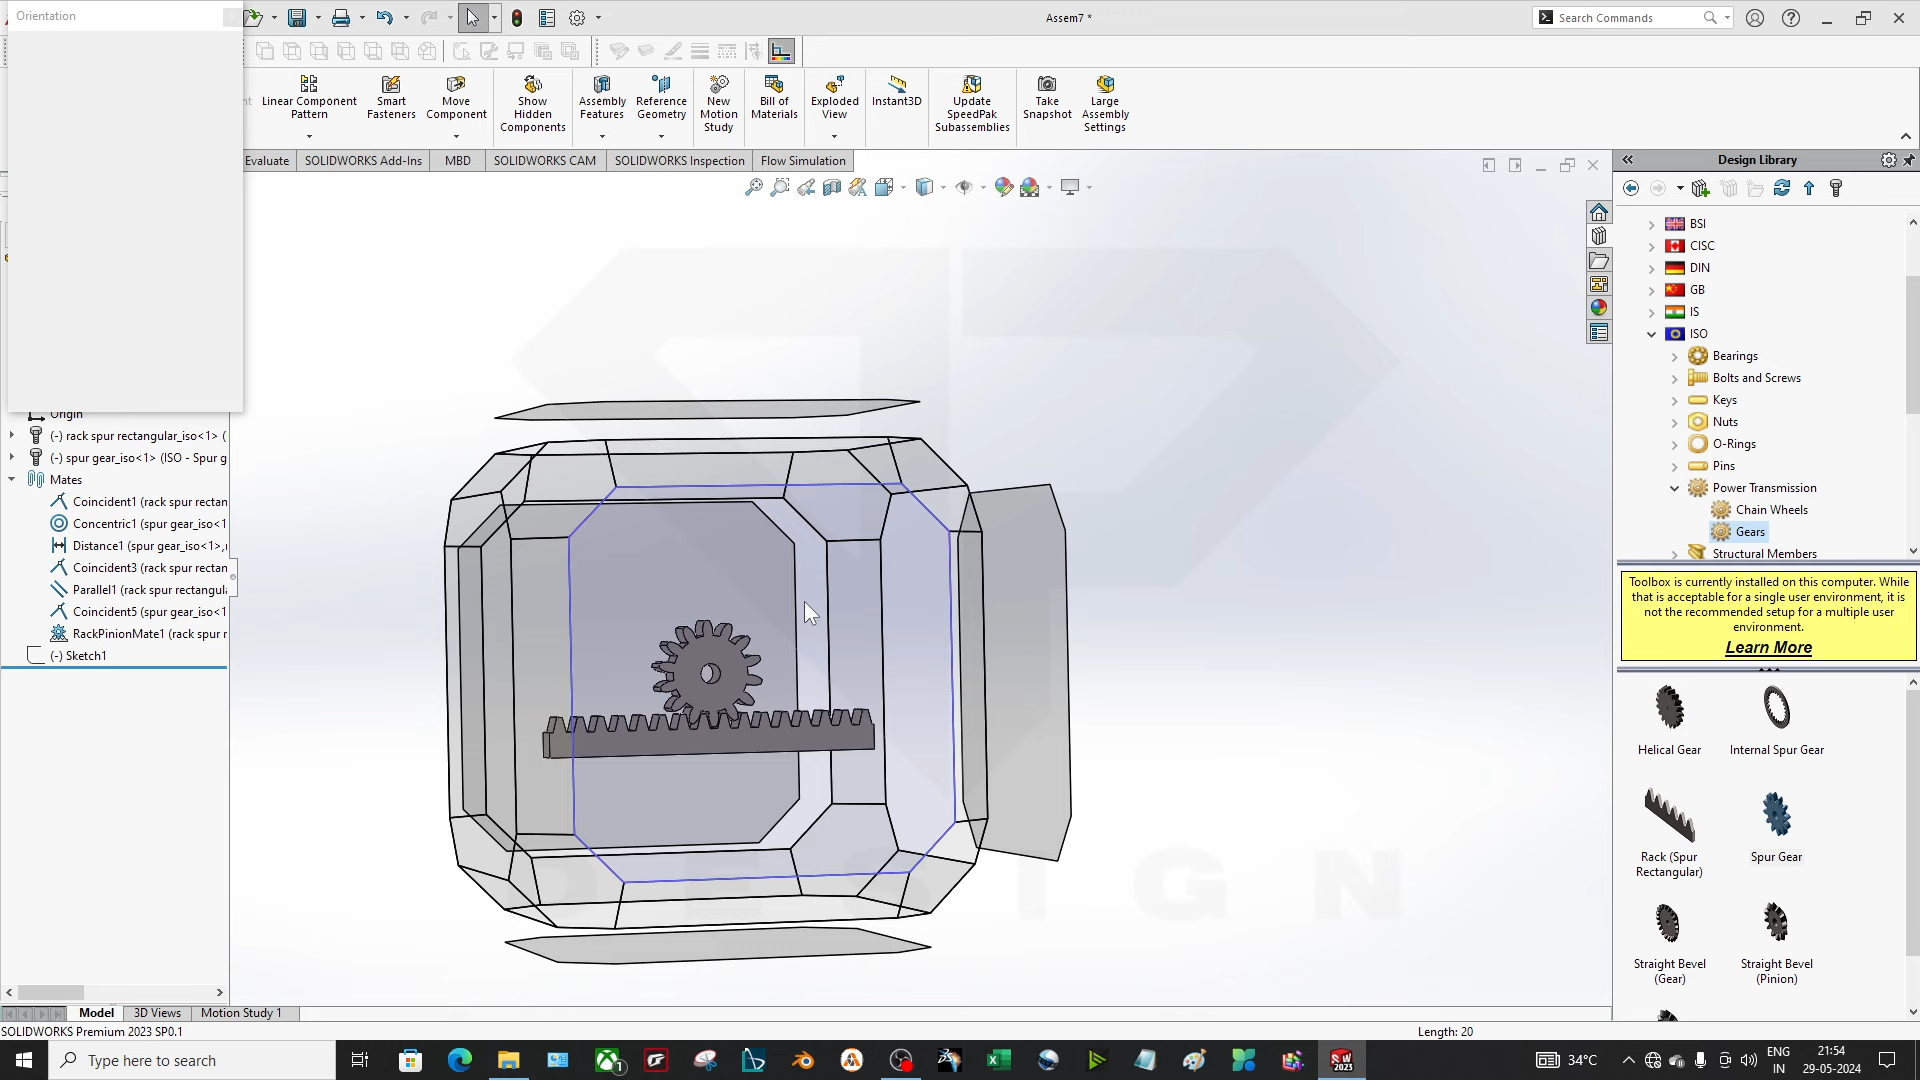 Orientation
Assem7 *
Search Commands
Linear Component Pattern
Smart Fasteners
Move Component
Show Hidden Components
Assembly Features
Reference Geometry
New Motion Study
Bill of Materials
Exploded View
Instant3D
Update SpeedPak Subassemblies
Take Snapshot
Large Assembly Settings
Evaluate
SOLIDWORKS Add-Ins
MBD
SOLIDWORKS CAM
SOLIDWORKS Inspection
Flow Simulation
Design Library
BSI
CISC
DIN
GB
IS
ISO
Bearings
Bolts and Screws
Keys
Nuts
O-Rings
Pins
Power Transmission
Chain Wheels
Gears
Structural Members
Toolbox is currently installed on this computer. While
that is acceptable for a single user environment, it is
not the recommended setup for a multiple user
environment.
Learn More
Helical Gear
Internal Spur Gear
Rack (Spur Rectangular)
Spur Gear
Straight Bevel (Gear)
Straight Bevel (Pinion)
Origin
(-) rack spur rectangular_iso<1> (
(-) spur gear_iso<1> (ISO - Spur g
Mates
Coincident1 (rack spur rectan
Concentric1 (spur gear_iso<1
Distance1 (spur gear_iso<1>,
Coincident3 (rack spur rectan
Parallel1 (rack spur rectangul
Coincident5 (spur gear_iso<1
RackPinionMate1 (rack spur r
(-) Sketch1
DESIGN
Model
3D Views
Motion Study 1
SOLIDWORKS Premium 2023 SP0.1
Length: 20
Type here to search
34°C
ENG
IN
21:54
29-05-2024